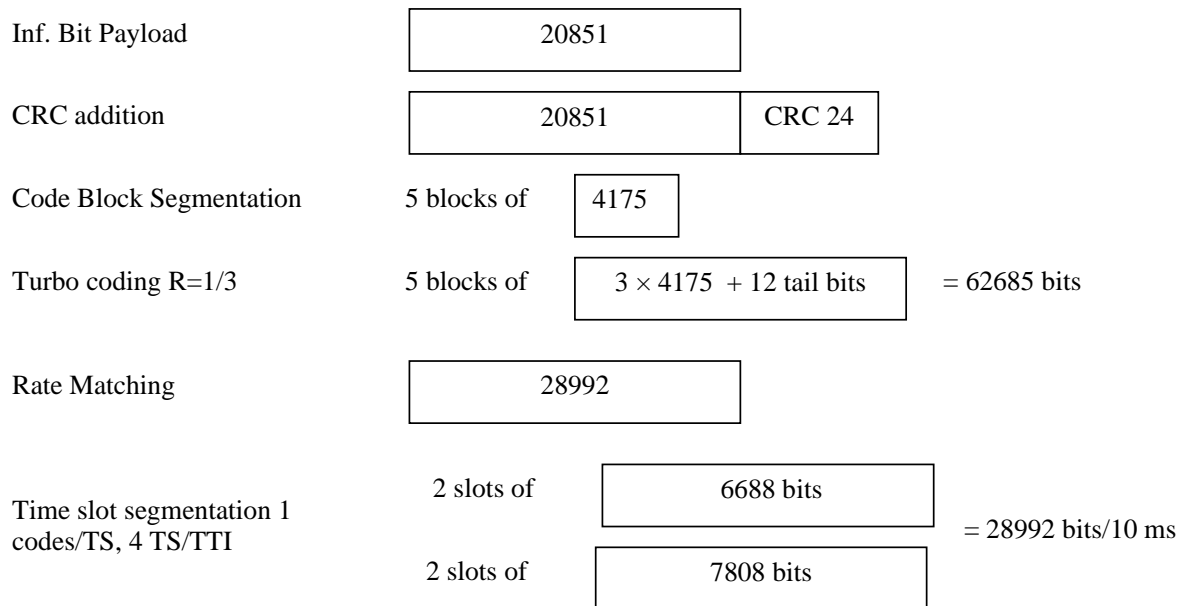 Inf. Bit Payload 20851
CRC addition 20851 CRC 24
Code Block Segmentation 5 blocks of 4175
Turbo coding R=1/3 5 blocks of 3 × 4175 + 12 tail bits = 62685 bits
Rate Matching 28992
2 slots of 6688 bits
Time slot segmentation 1
codes/TS, 4 TS/TTI
= 28992 bits/10 ms
2 slots of 7808 bits